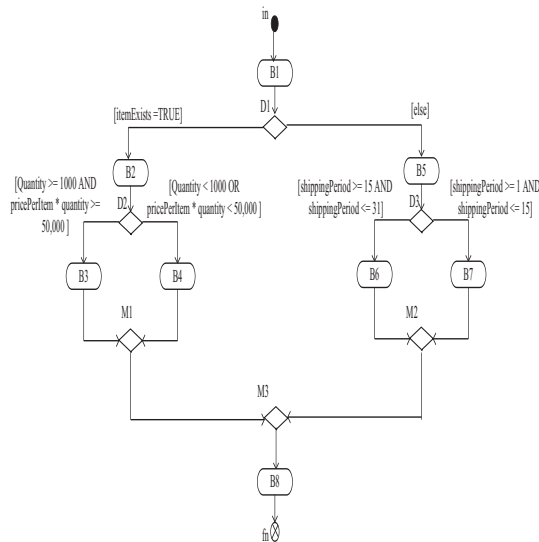 in
B1
D1
[itemExists =TRUE]
[else]
B2
B5
[Quantity >= 1000 AND
pricePerItem * quantity >=
50,000 ]
D2
[Quantity < 1000 OR
pricePerItem * quantity < 50,000 ]
[shippingPeriod >= 15 AND
shippingPeriod <= 31]
D3
[shippingPeriod >= 1 AND
shippingPeriod <= 15]
B3
B4
B6
B7
M1
M2
M3
B8
fn